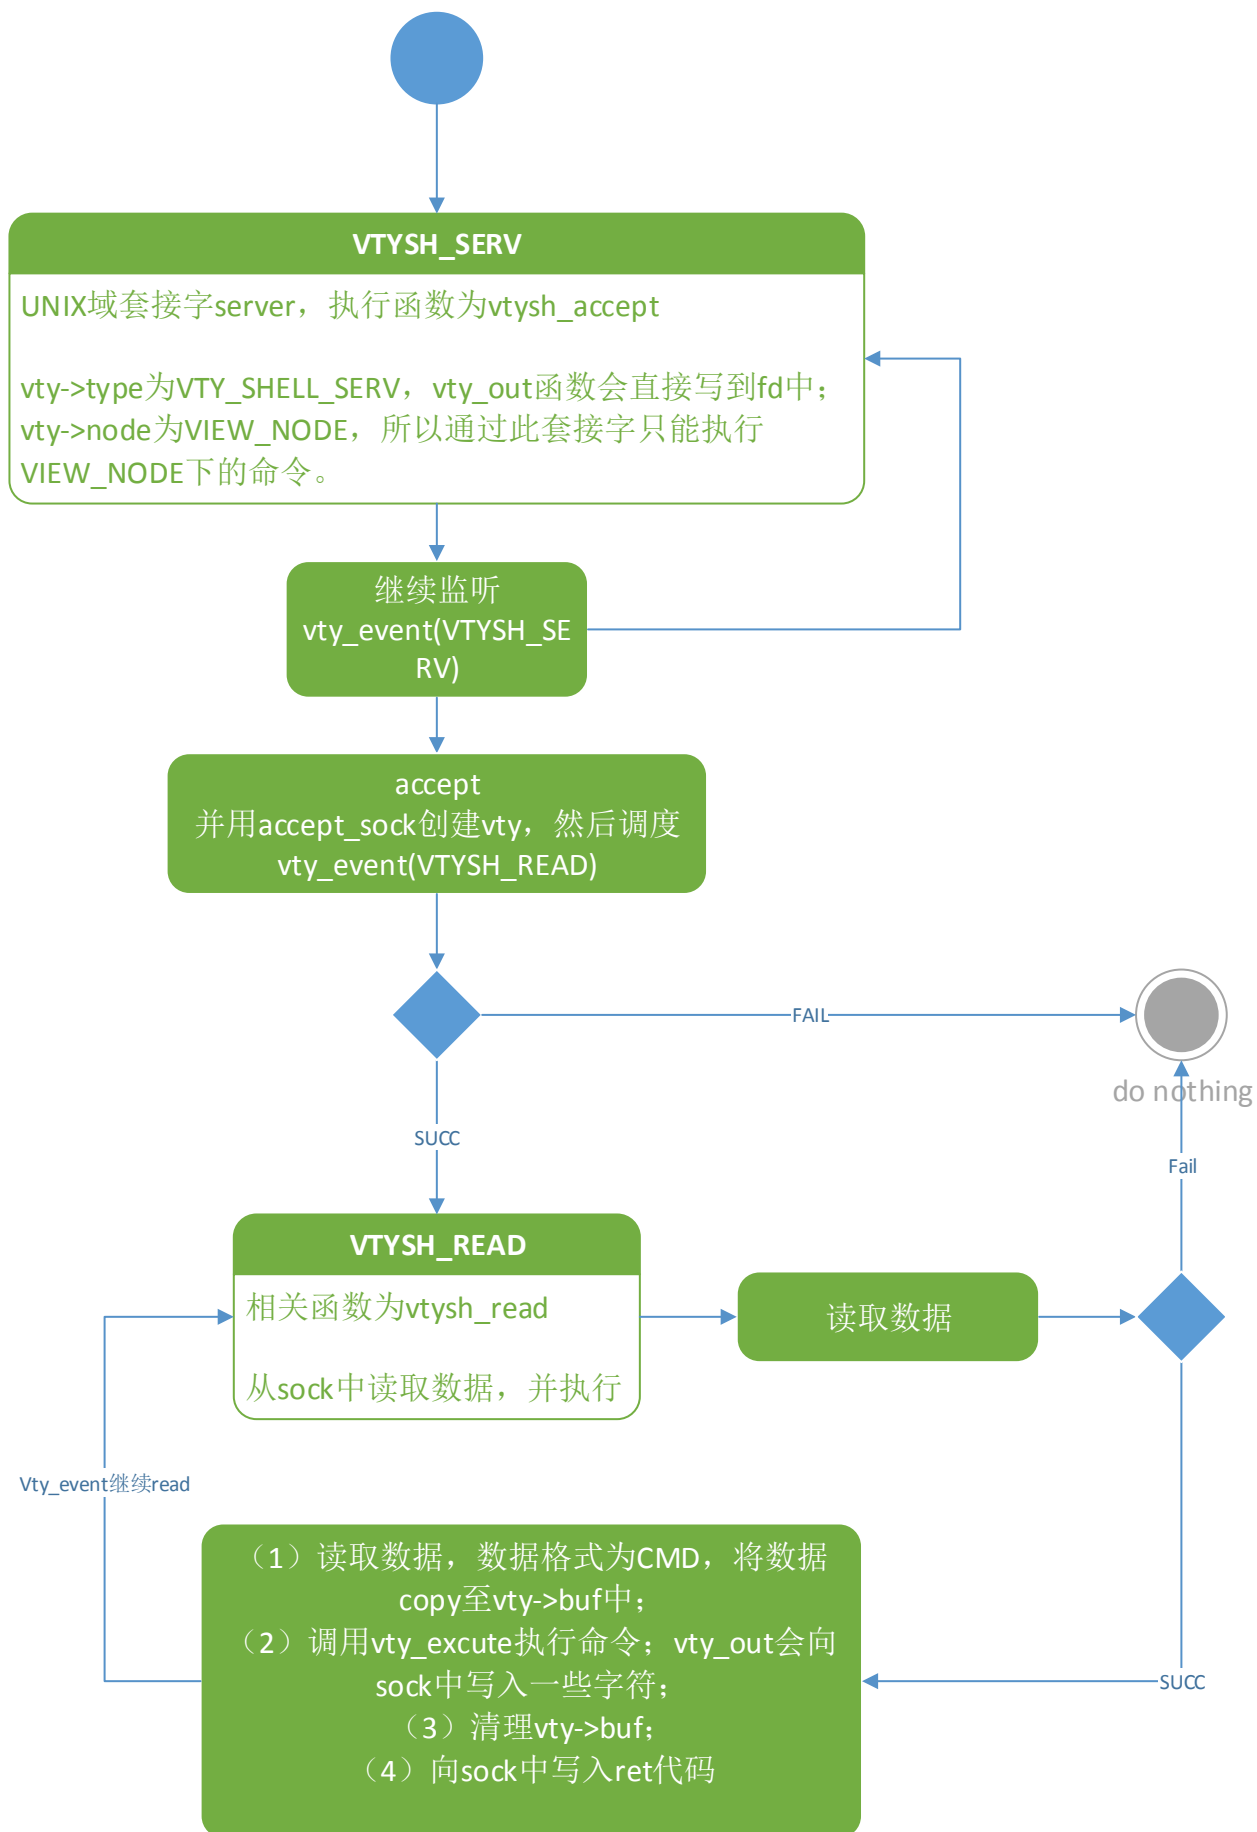 VTYSH_SERV
UNIX域套接字server，执行函数为vtysh_accept
vty->type为VTY_SHELL_SERV，vty_out函数会直接写到fd中；
vty->node为VIEW_NODE，所以通过此套接字只能执行
VIEW_NODE下的命令。
继续监听
vty_event(VTYSH_SE
RV)
accept
并用accept_sock创建vty，然后调度
vty_event(VTYSH_READ)
FAIL
do nothing
SUCC
Fail
VTYSH_READ
相关函数为vtysh_read
从sock中读取数据，并执行
读取数据
Vty_event继续read
（1）读取数据，数据格式为CMD，将数据
copy至vty->buf中；
（2）调用vty_excute执行命令；vty_out会向
sock中写入一些字符；
（3）清理vty->buf；
（4）向sock中写入ret代码
SUCC